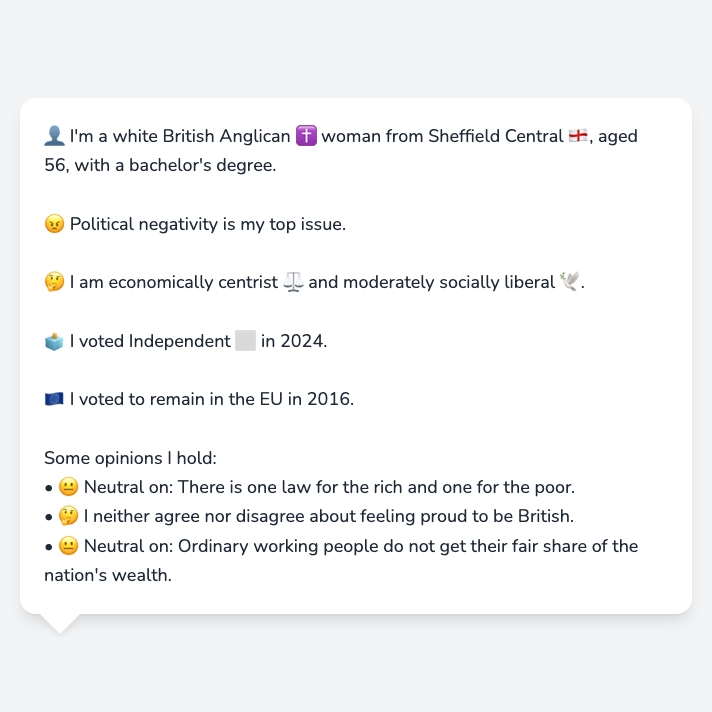 👤 I'm a white British Anglican ✝️ woman from Sheffield Central 🏴󠁧󠁢󠁥󠁮󠁧󠁿, aged
56, with a bachelor's degree.
😠 Political negativity is my top issue.
🤔 I am economically centrist ⚖️ and moderately socially liberal 🕊️.
🗳️ I voted Independent ⬜ in 2024.
🇪🇺 I voted to remain in the EU in 2016.
Some opinions I hold:
• 😐 Neutral on: There is one law for the rich and one for the poor.
• 🤔 I neither agree nor disagree about feeling proud to be British.
• 😐 Neutral on: Ordinary working people do not get their fair share of the
nation's wealth.